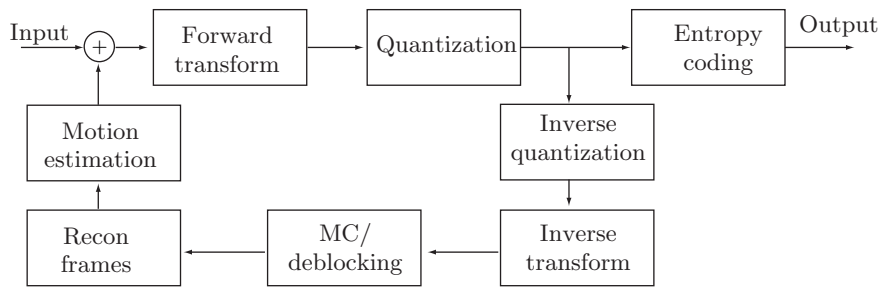 Input
+
Forward
transform
Quantization
Entropy
coding
Output
Motion
estimation
Inverse
quantization
Recon
frames
MC/
deblocking
Inverse
transform